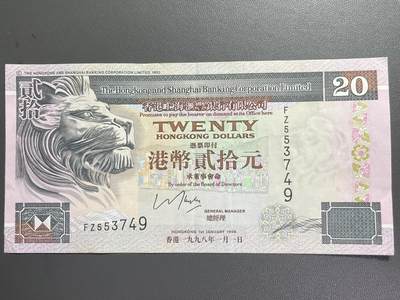 © THE HONGKONG AND SHANGHAI BANKING CORPORATION LIMITED
20
The Hongkong and Shanghai Banking Corporation Limited
香港上海滙豐銀行有限公司
Promises to pay the bearer on demand at its Office here
貳拾
TWENTY
HONGKONG DOLLARS
憑票即付
港幣貳拾元
承董事會命
By order of the Board of Directors
FZ553749
FZ553749
GENERAL MANAGER
總經理
HONGKONG 1ST JANUARY 1998
香港一九九八年一月一日
20